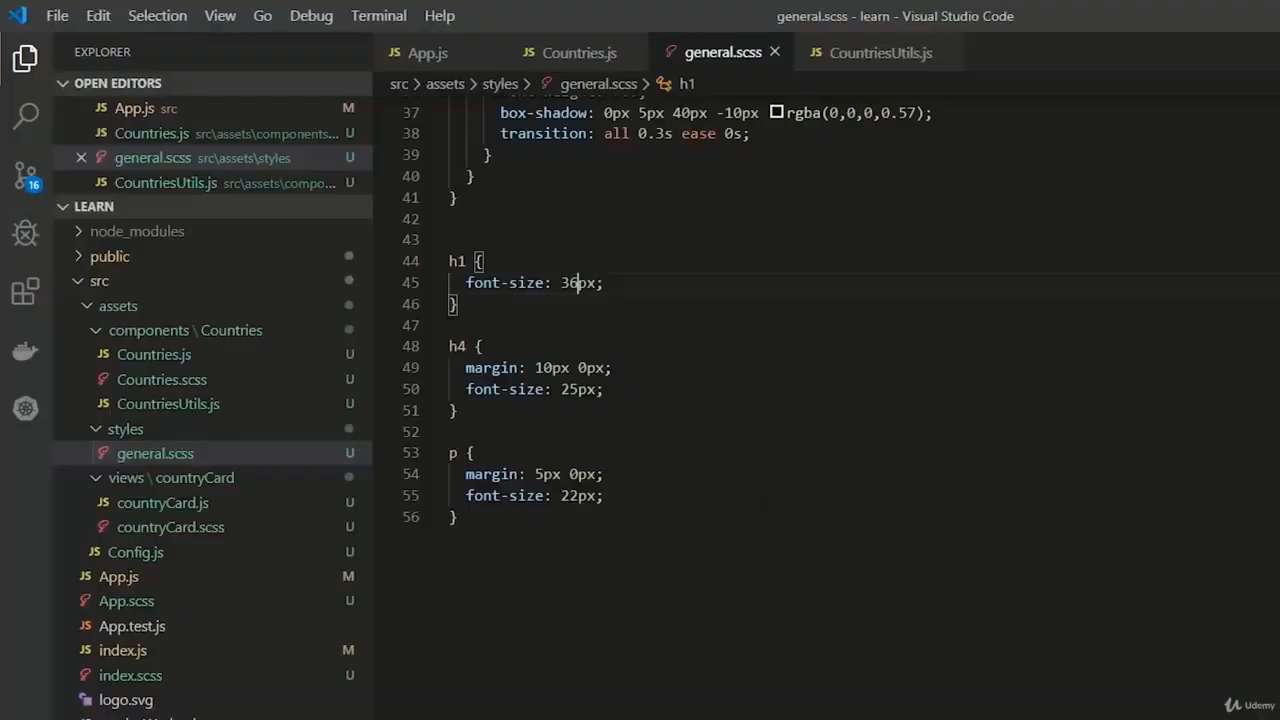 File Edit Selection View Go Debug Terminal Help
general.scss - learn - Visual Studio Code
EXPLORER
OPEN EDITORS
JS App.js src M
JS Countries.js src\assets\components... U
general.scss src\assets\styles U
JS CountriesUtils.js src\assets\compo... U
16
LEARN
node_modules
public
src
assets
components \ Countries
JS Countries.js U
Countries.scss U
JS CountriesUtils.js U
styles
general.scss U
views \ countryCard
JS countryCard.js U
countryCard.scss U
JS Config.js U
JS App.js M
App.scss U
JS App.test.js
JS index.js M
index.scss U
logo.svg
JS App.js
JS Countries.js
general.scss
JS CountriesUtils.js
src > assets > styles > general.scss > h1
37 box-shadow: 0px 5px 40px -10px rgba(0,0,0,0.57);
38 transition: all 0.3s ease 0s;
39 }
40 }
41 }
42
43
44 h1 {
45 font-size: 36px;
46 }
47
48 h4 {
49 margin: 10px 0px;
50 font-size: 25px;
51 }
52
53 p {
54 margin: 5px 0px;
55 font-size: 22px;
56 }
Udemy